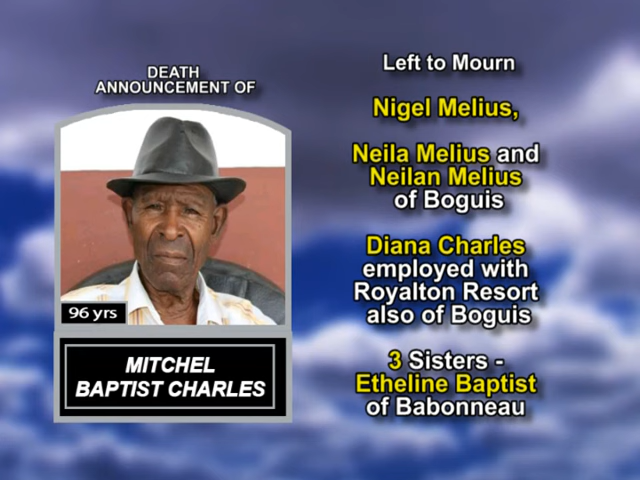 DEATH
ANNOUNCEMENT OF
96 yrs
MITCHEL
BAPTIST CHARLES
Left to Mourn
Nigel Melius,
Neila Melius and
Neilan Melius
of Boguis
Diana Charles
employed with
Royalton Resort
also of Boguis
3 Sisters -
Etheline Baptist
of Babonneau